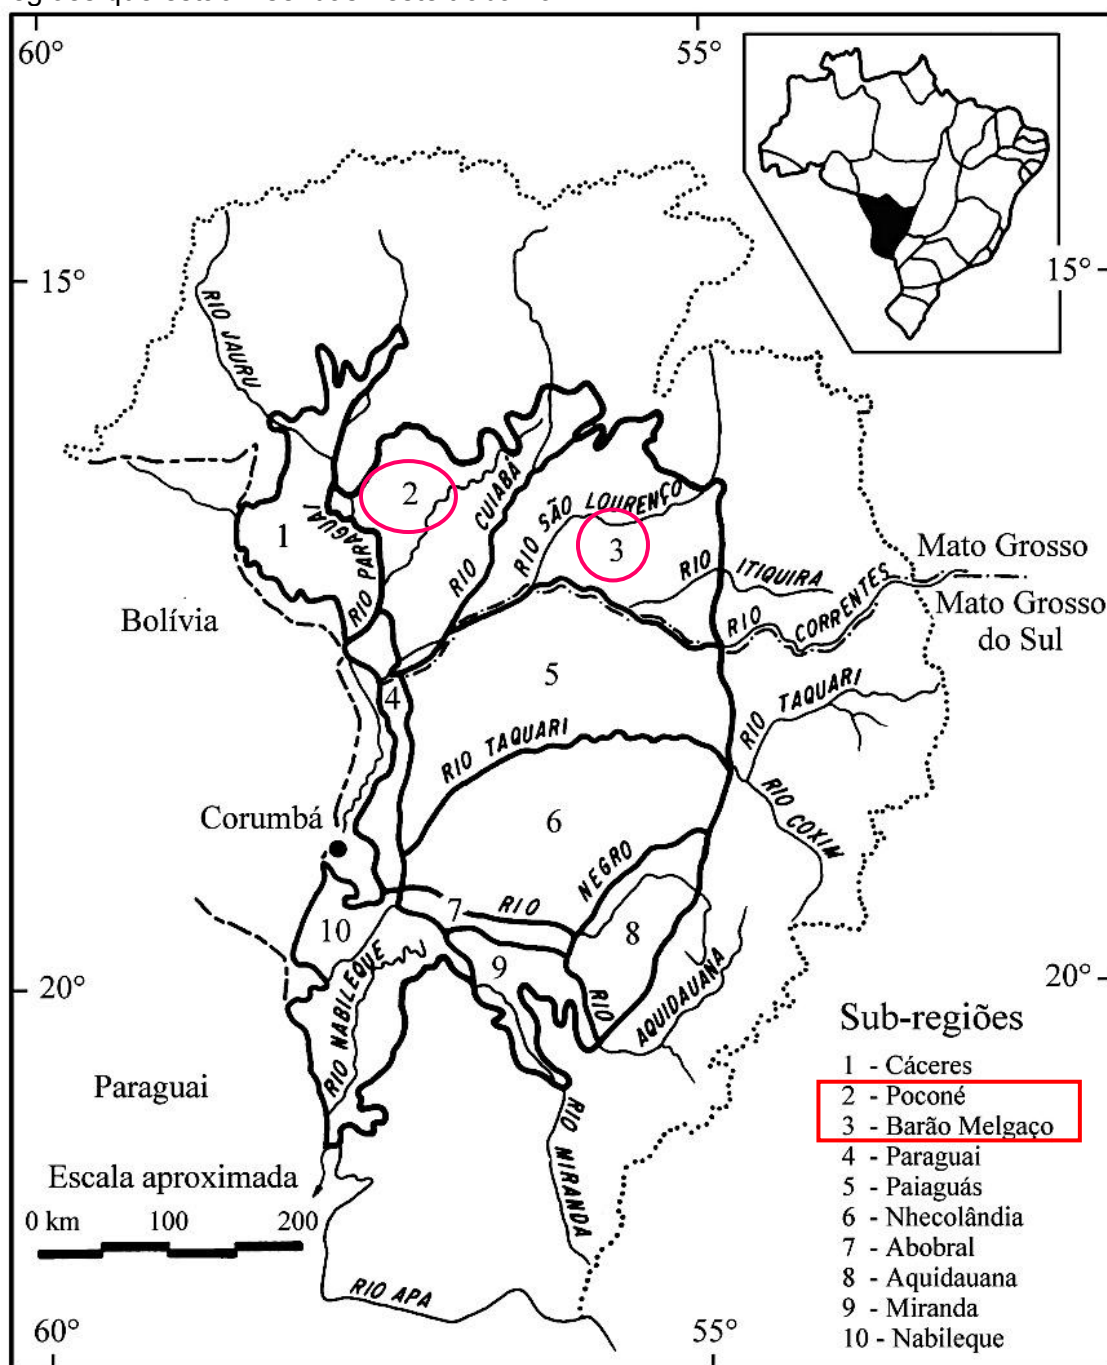 60°
55°
15°
15°
RIO JAURU
2
RIO CUIABÁ
RIO SÃO LOURENÇO
1
RIO PARAGUAI
3
RIO ITIQUIRA
Mato Grosso
Bolívia
RIO CORRENTES
Mato Grosso
do Sul
5
4
RIO TAQUARI
RIO TAQUARI
Corumbá
6
RIO COXIM
RIO NEGRO
7
10
8
9
RIO NABILEQUE
RIO AQUIDAUANA
20°
20°
Sub-regiões
1 - Cáceres
2 - Poconé
3 - Barão Melgaço
4 - Paraguai
5 - Paiaguás
6 - Nhecolândia
7 - Abobral
8 - Aquidauana
9 - Miranda
10 - Nabileque
Paraguai
RIO MIRANDA
Escala aproximada
0 km 100 200
RIO APA
60°
55°